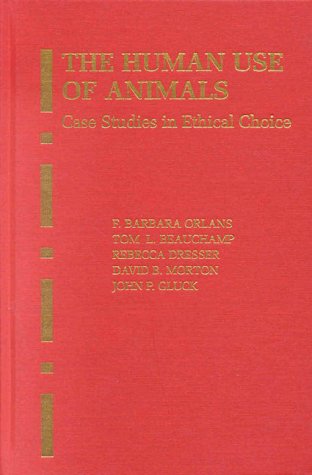 THE HUMAN USE
OF ANIMALS
Case Studies in Ethical Choice
F. BARBARA ORLANS
TOM L. BEAUCHAMP
REBECCA DRESSER
DAVID B. MORTON
JOHN P. GLUCK